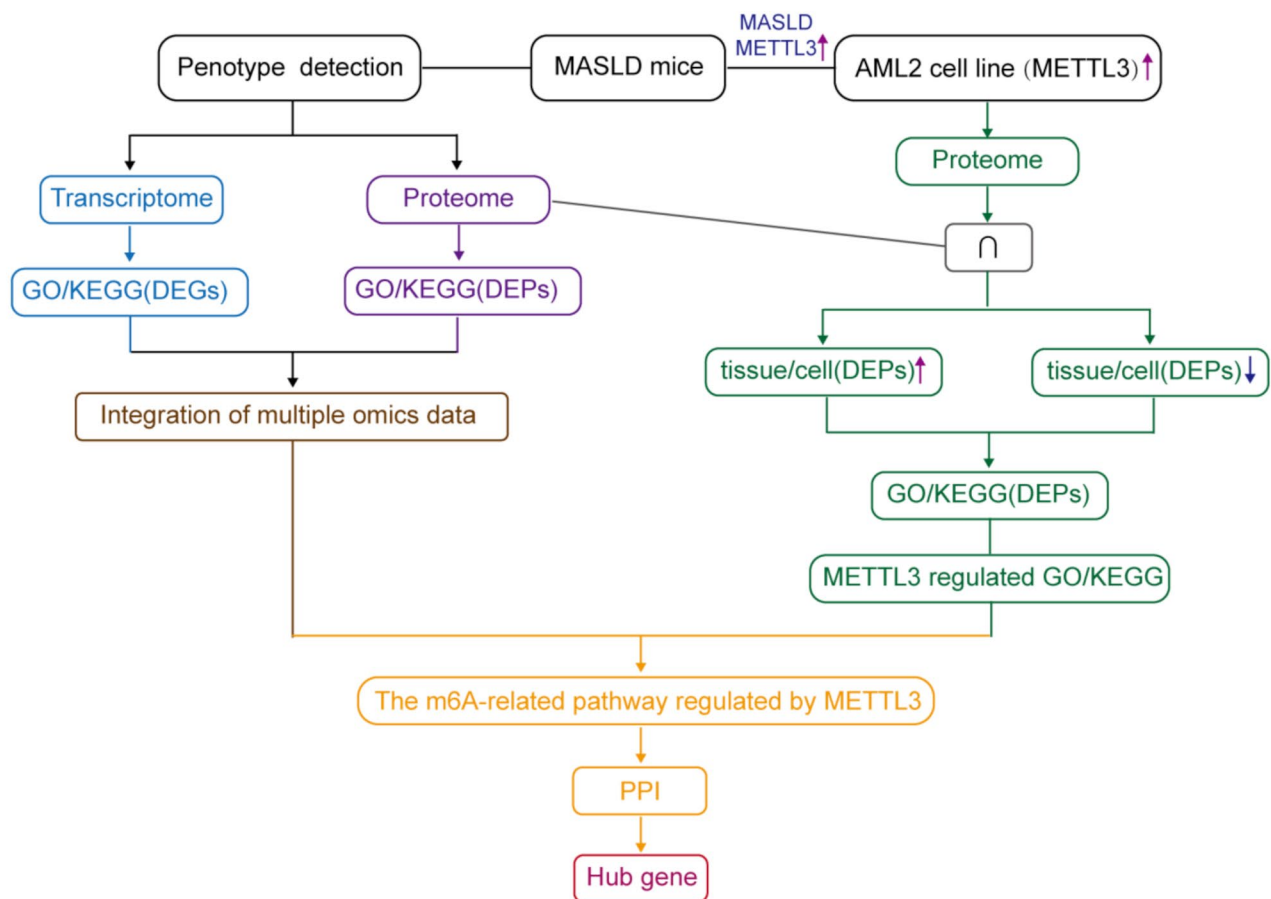 MASLD
METTL3↑
Penotype detection
MASLD mice
AML2 cell line (METTL3)↑
Proteome
Transcriptome
Proteome
∩
GO/KEGG(DEGs)
GO/KEGG(DEPs)
tissue/cell(DEPs)↑
tissue/cell(DEPs)↓
Integration of multiple omics data
GO/KEGG(DEPs)
METTL3 regulated GO/KEGG
The m6A-related pathway regulated by METTL3
PPI
Hub gene